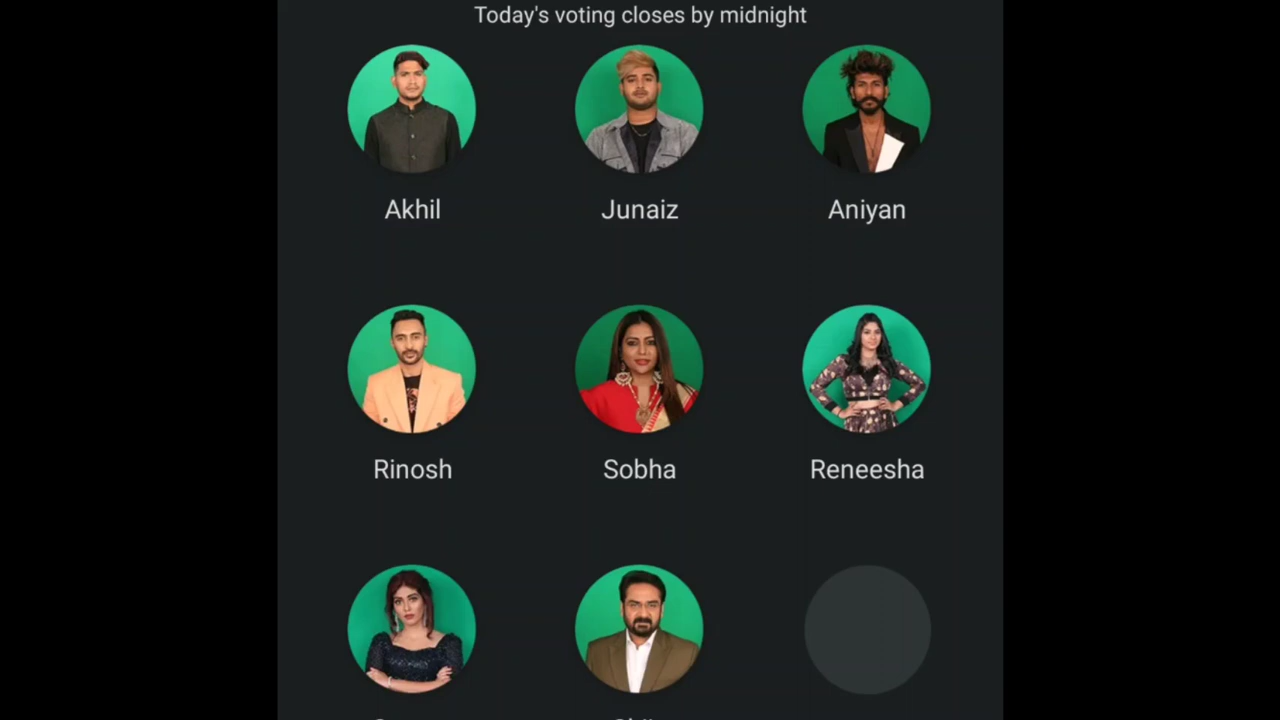 Today's voting closes by midnight
Akhil Junaiz Aniyan
Rinosh Sobha Reneesha